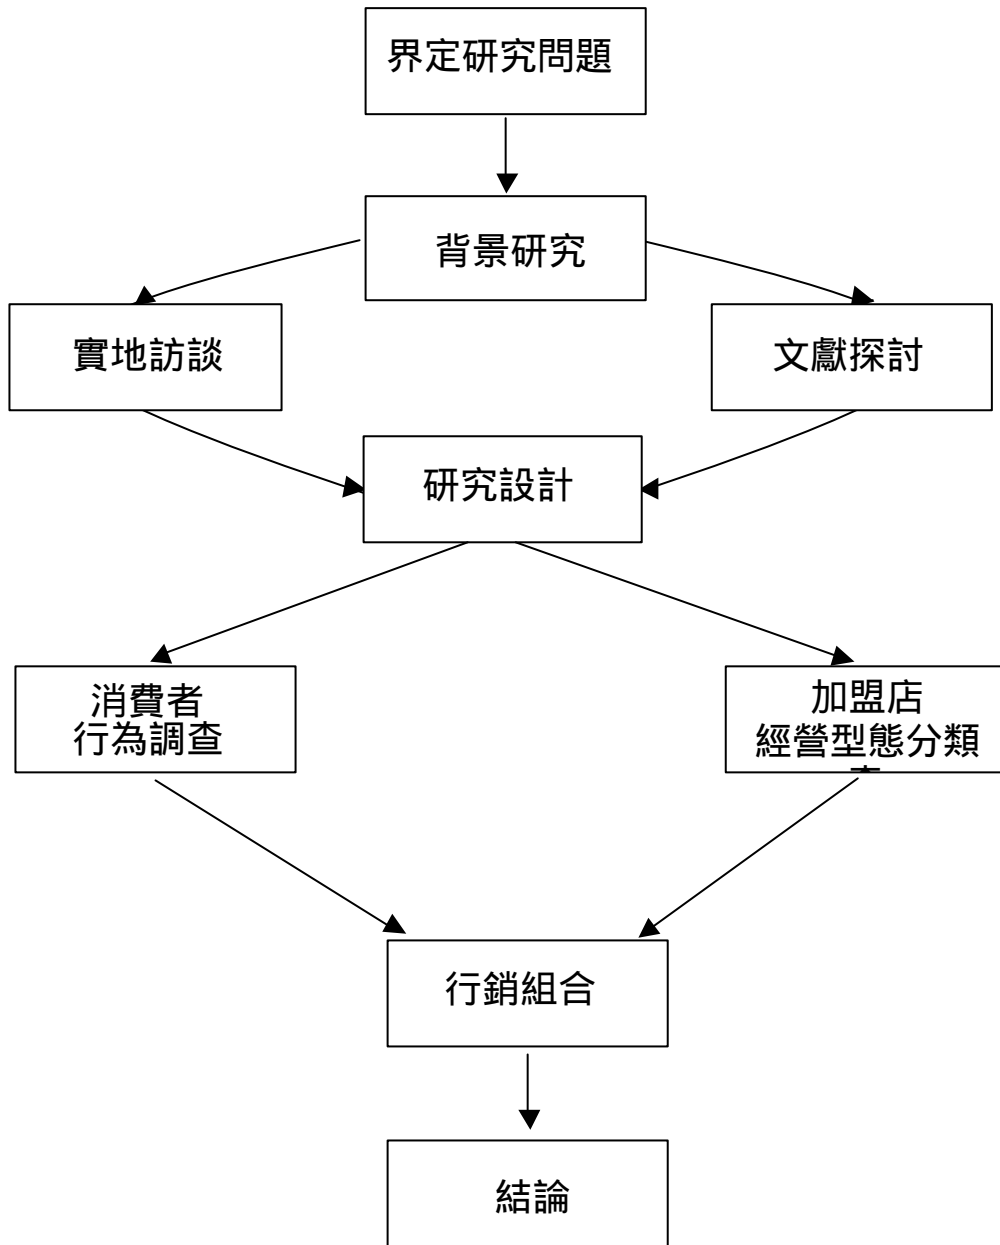 界定研究問題
背景研究
實地訪談
文獻探討
研究設計
消費者
行為調查
加盟店
經營型態分類
行銷組合
結論